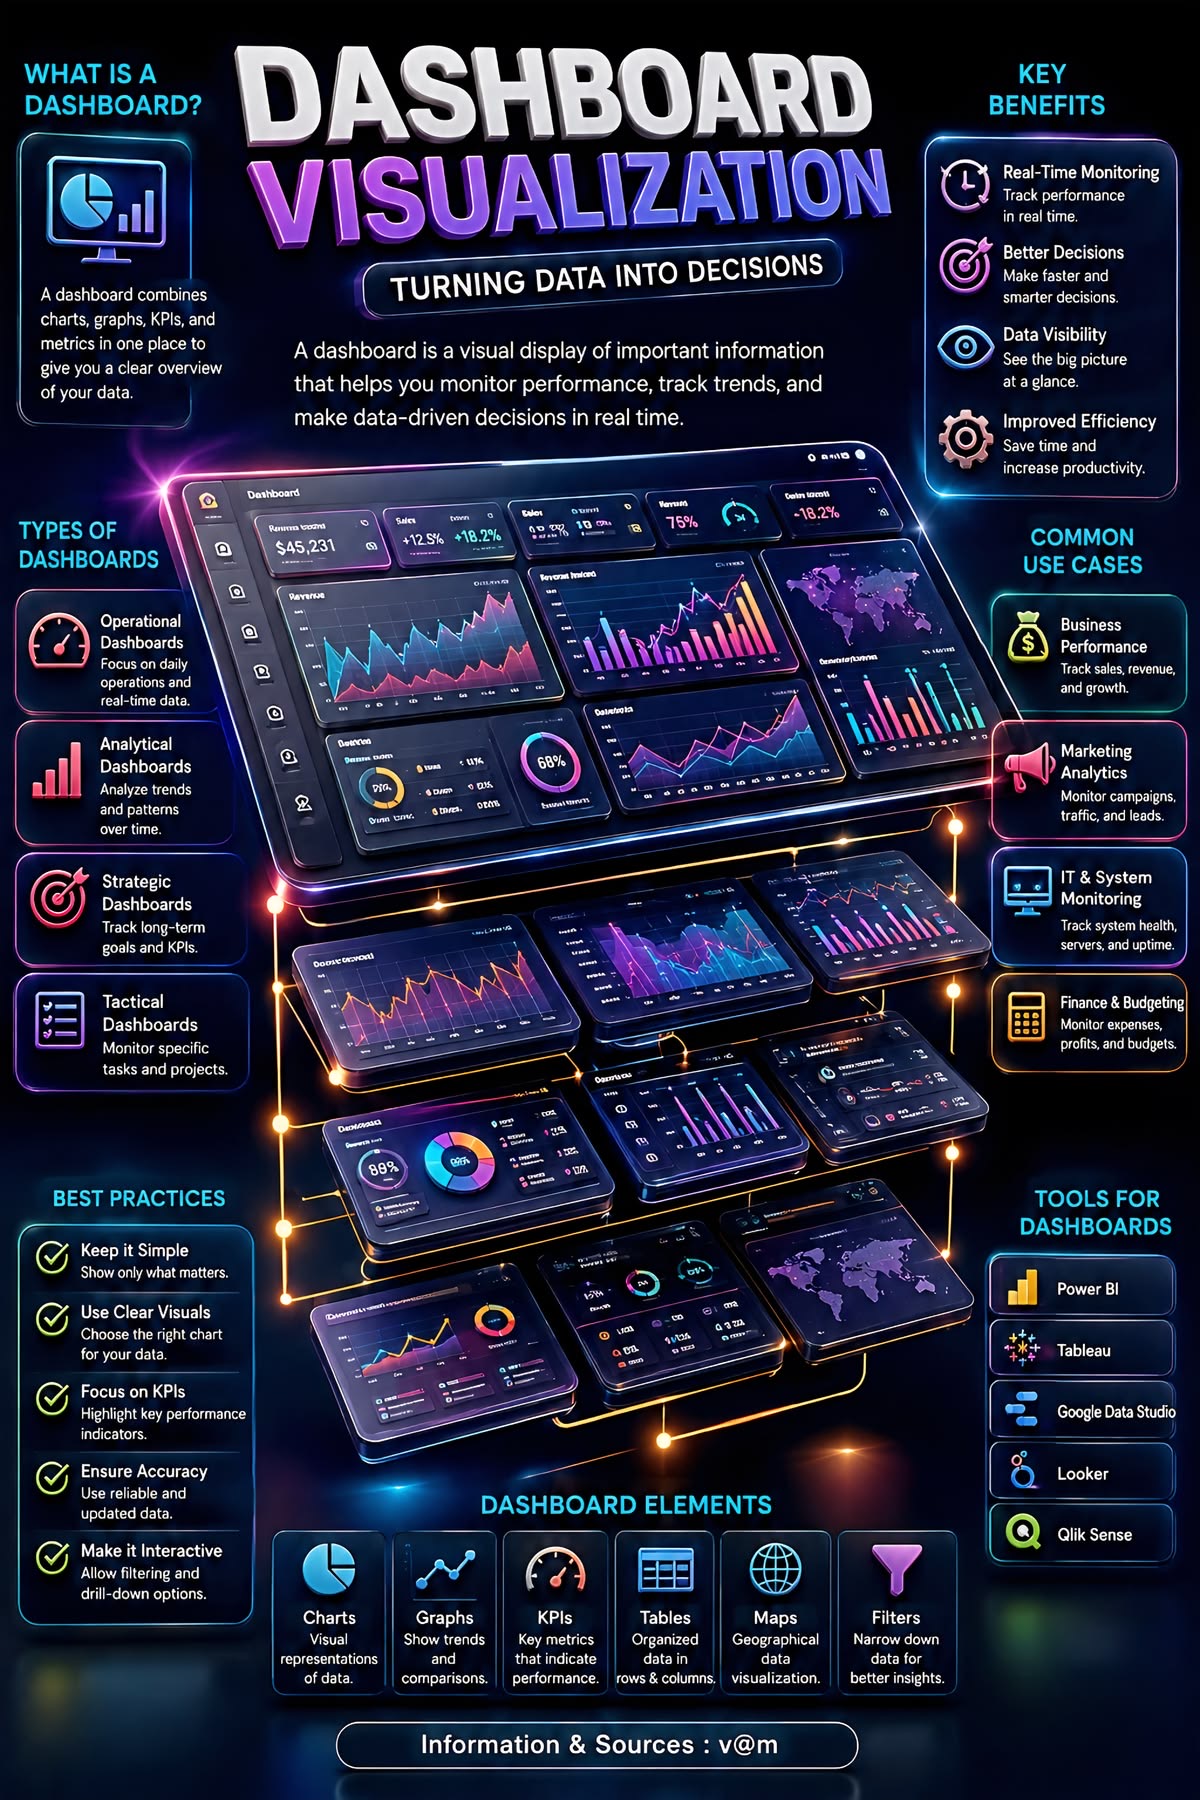 DASHBOARD
VISUALIZATION
TURNING DATA INTO DECISIONS
A dashboard is a visual display of important information
that helps you monitor performance, track trends, and
make data-driven decisions in real time.
WHAT IS A
DASHBOARD?
A dashboard combines
charts, graphs, KPIs, and
metrics in one place to
give you a clear overview
of your data.
KEY
BENEFITS
Real-Time Monitoring
Track performance
in real time.
Better Decisions
Make faster and
smarter decisions.
Data Visibility
See the big picture
at a glance.
Improved Efficiency
Save time and
increase productivity.
TYPES OF
DASHBOARDS
Operational
Dashboards
Focus on daily
operations and
real-time data.
Analytical
Dashboards
Analyze trends
and patterns
over time.
Strategic
Dashboards
Track long-term
goals and KPIs.
Tactical
Dashboards
Monitor specific
tasks and projects.
Dashboard
$45,231
Sales
+12.5% +18.2%
Sales
76%
-18.2%
Revenue
68%
COMMON
USE CASES
Business
Performance
Track sales, revenue,
and growth.
Marketing
Analytics
Monitor campaigns,
traffic, and leads.
IT & System
Monitoring
Track system health,
servers, and uptime.
Finance & Budgeting
Monitor expenses,
profits, and budgets.
88%
BEST PRACTICES
Keep it Simple
Show only what matters.
Use Clear Visuals
Choose the right chart
for your data.
Focus on KPIs
Highlight key performance
indicators.
Ensure Accuracy
Use reliable and
updated data.
Make it Interactive
Allow filtering and
drill-down options.
TOOLS FOR
DASHBOARDS
Power BI
Tableau
Google Data Studio
Looker
Qlik Sense
DASHBOARD ELEMENTS
Charts
Visual
representations
of data.
Graphs
Show trends
and
comparisons.
KPIs
Key metrics
that indicate
performance.
Tables
Organized
data in
rows & columns.
Maps
Geographical
data
visualization.
Filters
Narrow down
data for
better insights.
Information & Sources : v@m